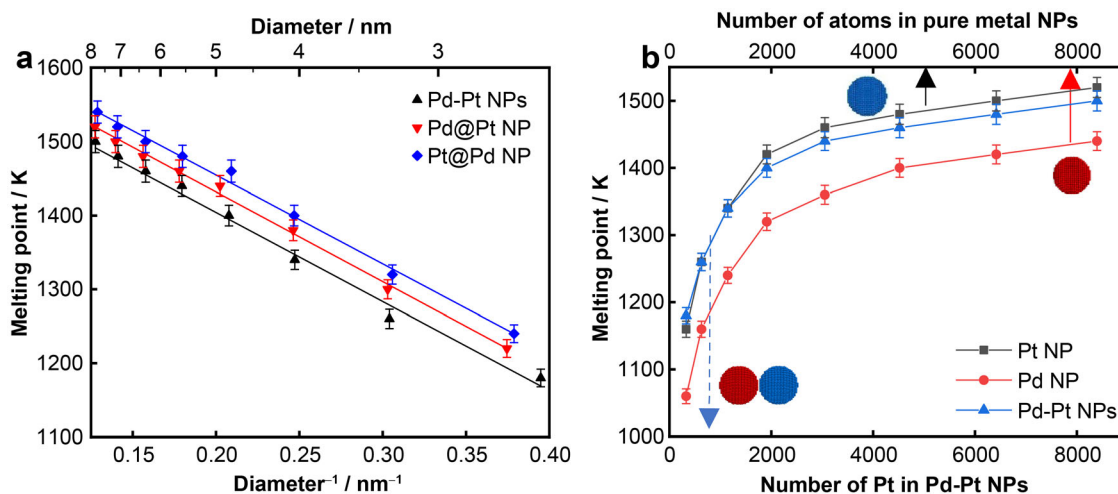 a
Diameter / nm
8 7 6 5 4 3
1600
1500
1400
1300
1200
1100
Melting point / K
Pd-Pt NPs
Pd@Pt NP
Pt@Pd NP
0.15 0.20 0.25 0.30 0.35 0.40
Diameter⁻¹ / nm⁻¹
b
Number of atoms in pure metal NPs
0 2000 4000 6000 8000
1500
1400
1300
1200
1100
1000
Melting point / K
Pt NP
Pd NP
Pd-Pt NPs
0 2000 4000 6000 8000
Number of Pt in Pd-Pt NPs